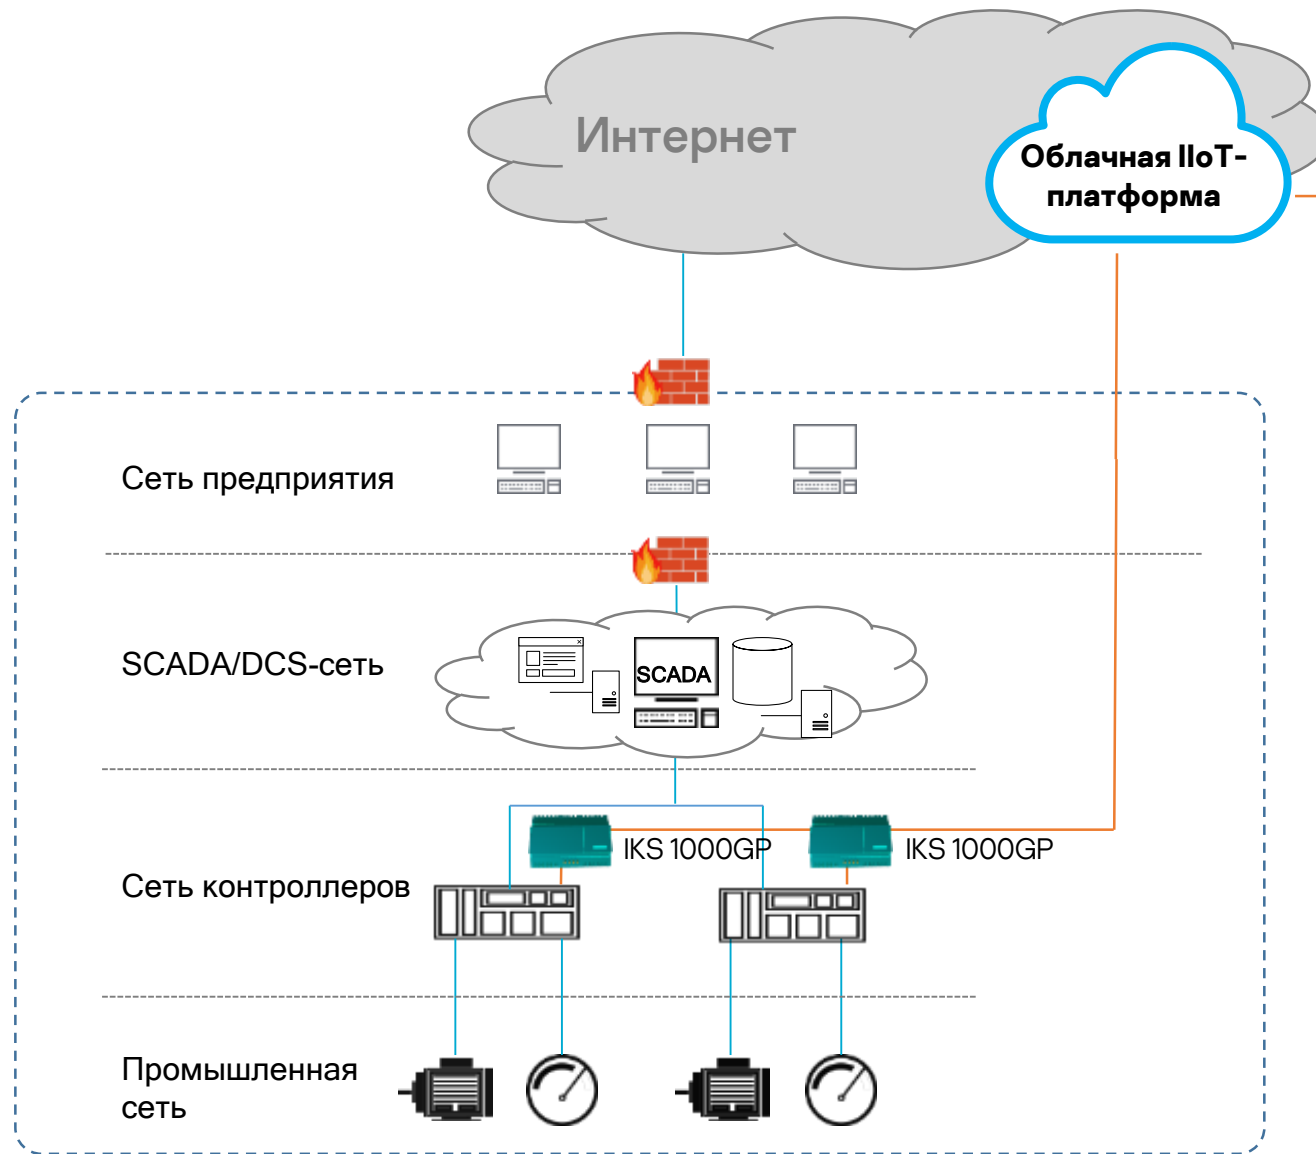 Интернет
Облачная IIoT-
платформа
Сеть предприятия
SCADA/DCS-сеть
SCADA
IKS 1000GP
IKS 1000GP
Сеть контроллеров
Промышленная
сеть